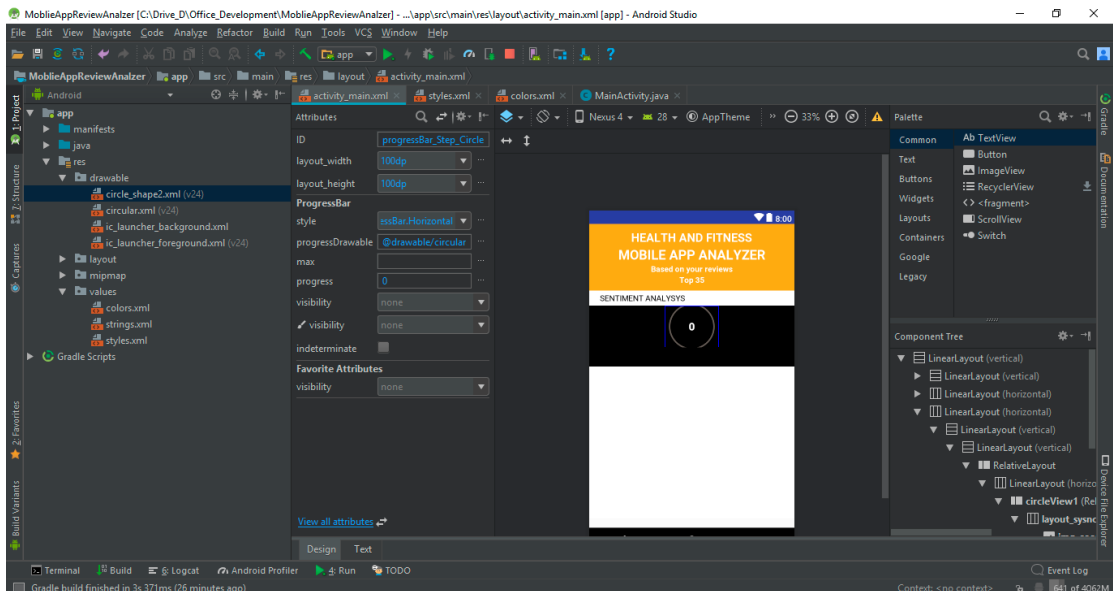 MoblieAppReviewAnalzer [C:\Drive_D\Office_Development\MoblieAppReviewAnalzer] - ...\app\src\main\res\layout\activity_main.xml [app] - Android Studio
File Edit View Navigate Code Analyze Refactor Build Run Tools VCS Window Help
app
MoblieAppReviewAnalzer app src main res layout activity_main.xml
Android
activity_main.xml styles.xml colors.xml MainActivity.java
1: Project
2: Structure
Captures
2: Favorites
Build Variants
app
manifests
java
res
drawable
circle_shape2.xml (v24)
circular.xml (v24)
ic_launcher_background.xml
ic_launcher_foreground.xml (v24)
layout
mipmap
values
colors.xml
strings.xml
styles.xml
Gradle Scripts
Attributes
ID progressBar_Step_Circle
layout_width 100dp
layout_height 100dp
ProgressBar
style essBar.Horizontal
progressDrawable @drawable/circular
max
progress 0
visibility none
visibility none
indeterminate
Favorite Attributes
visibility none
View all attributes
Design Text
Nexus 4 28 AppTheme 33%
8:00
HEALTH AND FITNESS
MOBILE APP ANALYZER
Based on your reviews
Top 35
SENTIMENT ANALYSYS
0
Palette
Common
Text
Buttons
Widgets
Layouts
Containers
Google
Legacy
Ab TextView
Button
ImageView
RecyclerView
<> <fragment>
ScrollView
Switch
Component Tree
LinearLayout (vertical)
LinearLayout (vertical)
LinearLayout (horizontal)
LinearLayout (horizontal)
LinearLayout (vertical)
LinearLayout (vertical)
RelativeLayout
LinearLayout (horizo
circleView1 (Rel
layout_sysnc
Gradle
Documentation
Device File Explorer
Terminal Build 6: Logcat Android Profiler 4: Run TODO Event Log
Gradle build finished in 3s 371ms (26 minutes ago) Context: <no context> 641 of 4062M